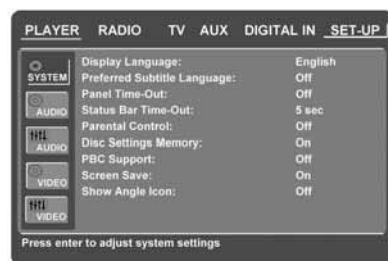 PLAYER RADIO TV AUX DIGITAL IN SET-UP
SYSTEM
AUDIO
AUDIO
VIDEO
VIDEO
Display Language: English
Preferred Subtitle Language: Off
Panel Time-Out: Off
Status Bar Time-Out: 5 sec
Parental Control: Off
Disc Settings Memory: On
PBC Support: Off
Screen Save: On
Show Angle Icon: Off
Press enter to adjust system settings